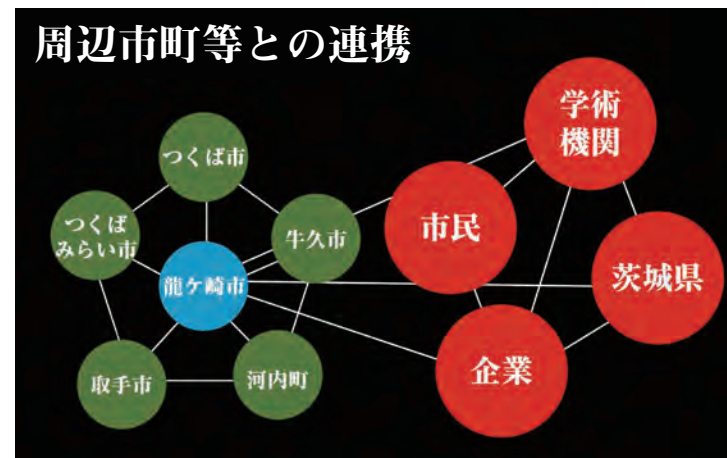 周辺市町等との連携
学術
機関
つくば市
つくば
みらい市
牛久市
市民
龍ケ崎市
茨城県
取手市
河内町
企業